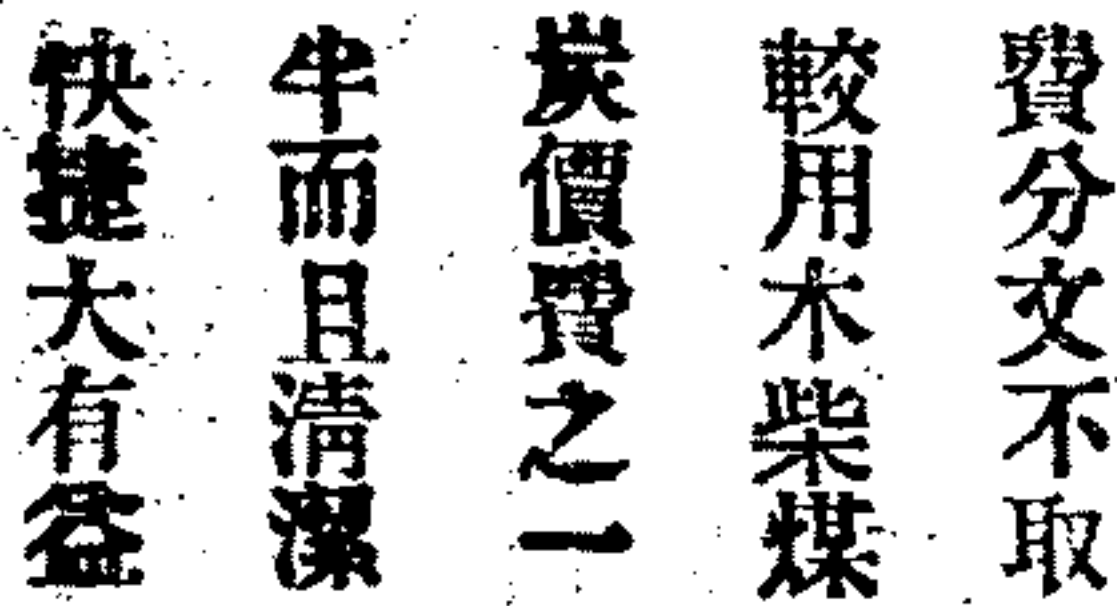 費分文不取
較用木柴煤
炭價費之一
半而且清潔
快捷大有益